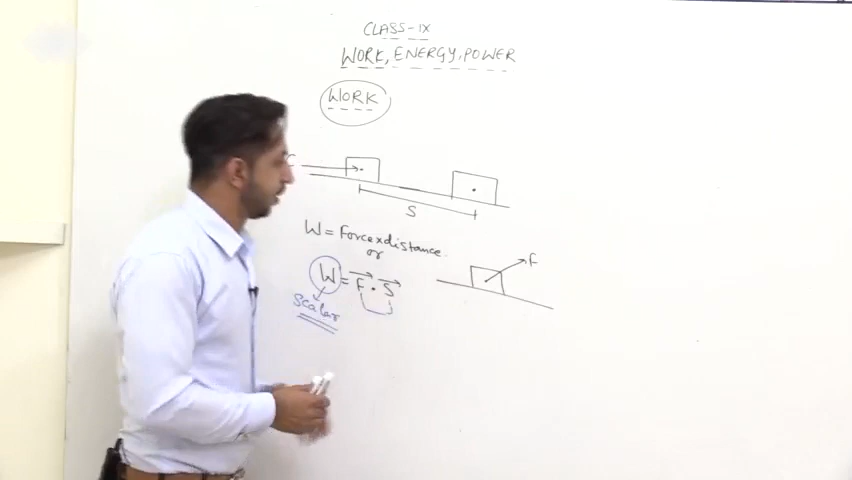 CLASS-IX
WORK, ENERGY, POWER
WORK
F
S
W = Force x distance.
or
W = F . S
Scalar
F